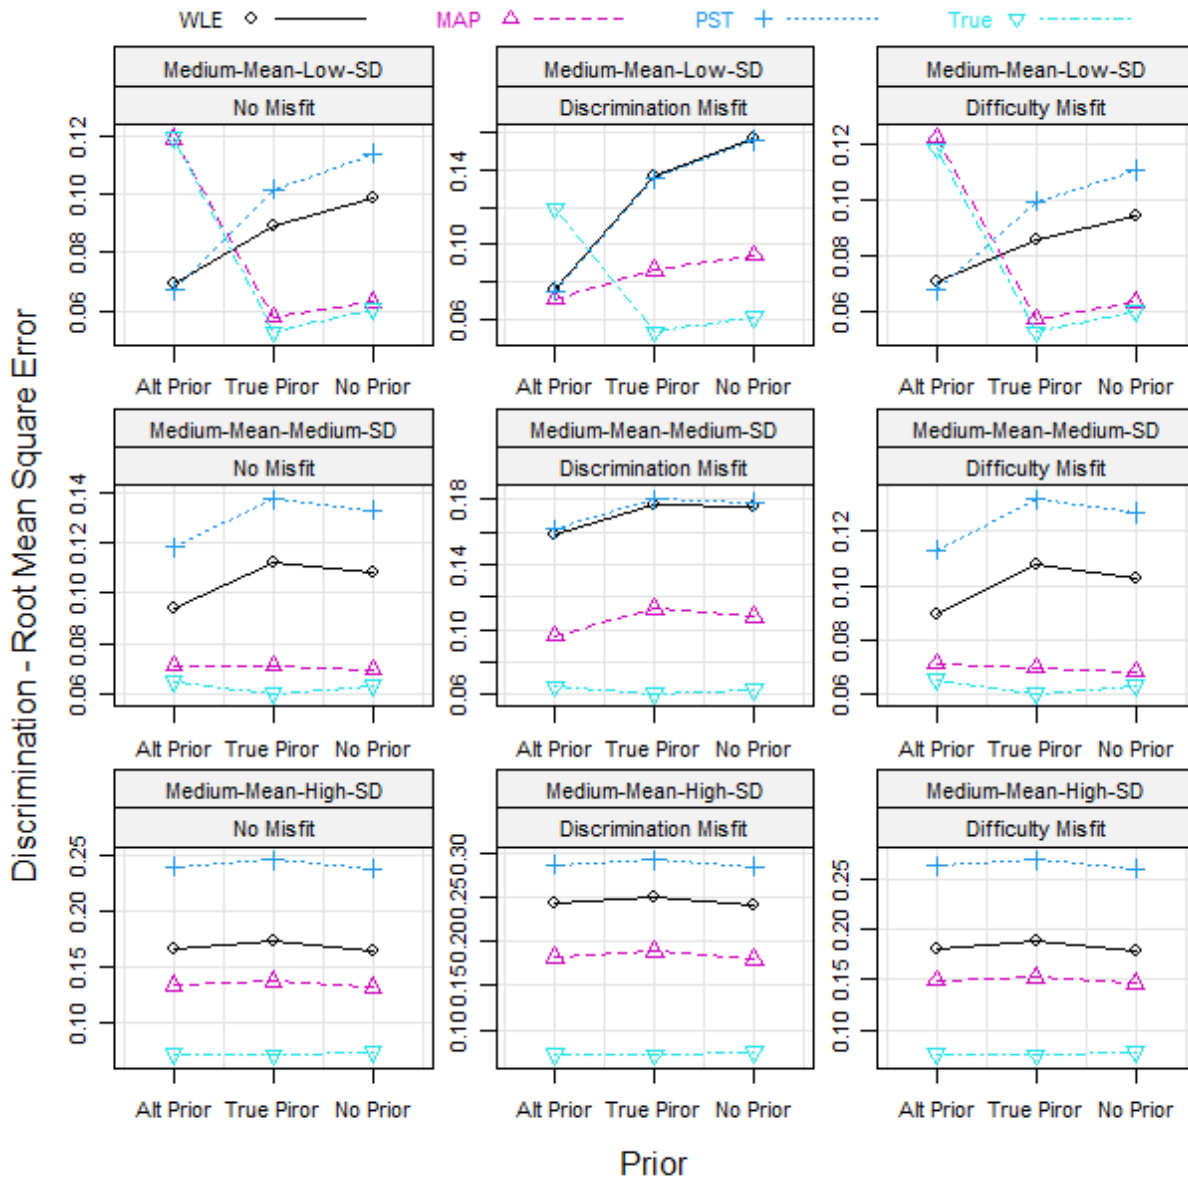 WLE MAP PST True
Discrimination - Root Mean Square Error
Medium-Mean-Low-SD Medium-Mean-Low-SD Medium-Mean-Low-SD
No Misfit Discrimination Misfit Difficulty Misfit
0.12 0.10 0.08 0.06
0.14 0.10 0.06
0.12 0.10 0.08 0.06
Alt Prior True Piror No Prior Alt Prior True Piror No Prior Alt Prior True Piror No Prior
Medium-Mean-Medium-SD Medium-Mean-Medium-SD Medium-Mean-Medium-SD
No Misfit Discrimination Misfit Difficulty Misfit
0.14 0.12 0.10 0.08 0.06
0.18 0.14 0.10 0.06
0.12 0.10 0.08 0.06
Alt Prior True Piror No Prior Alt Prior True Piror No Prior Alt Prior True Piror No Prior
Medium-Mean-High-SD Medium-Mean-High-SD Medium-Mean-High-SD
No Misfit Discrimination Misfit Difficulty Misfit
0.25 0.20 0.15 0.10
0.30 0.25 0.20 0.15 0.10
0.25 0.20 0.15 0.10
Alt Prior True Piror No Prior Alt Prior True Piror No Prior Alt Prior True Piror No Prior
Prior